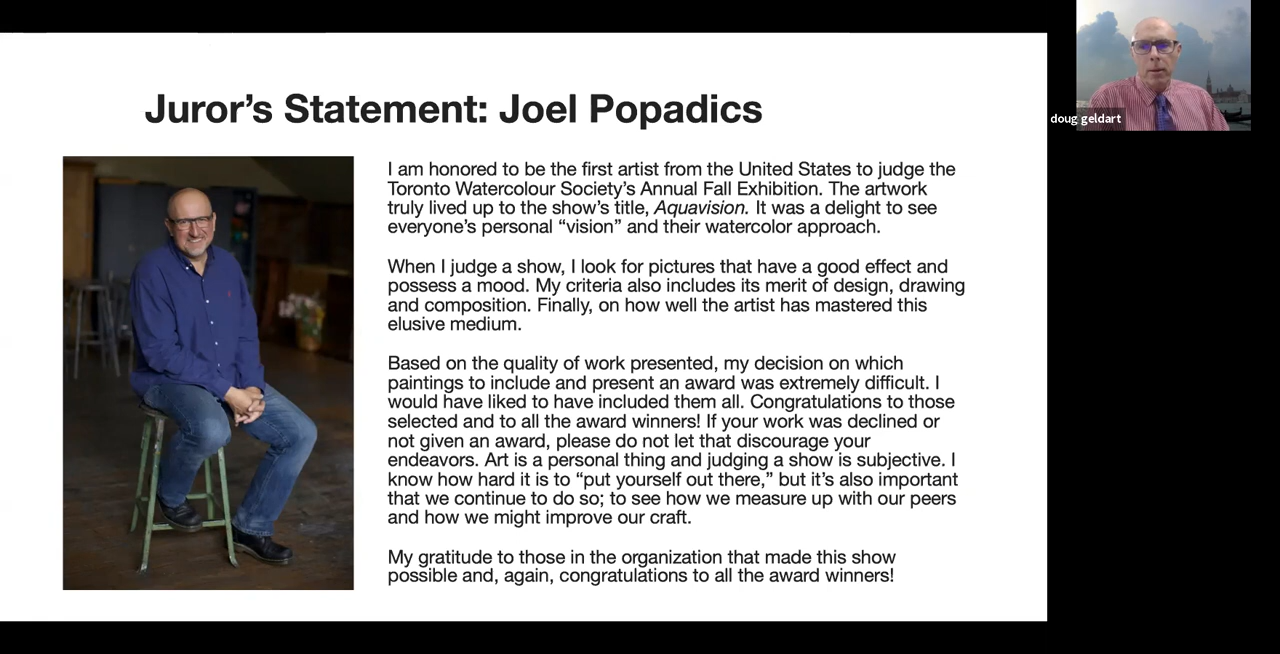 Juror's Statement: Joel Popadics
doug geldart
I am honored to be the first artist from the United States to judge the
Toronto Watercolour Society's Annual Fall Exhibition. The artwork
truly lived up to the show's title, Aquavision. It was a delight to see
everyone's personal “vision” and their watercolor approach.
When I judge a show, I look for pictures that have a good effect and
possess a mood. My criteria also includes its merit of design, drawing
and composition. Finally, on how well the artist has mastered this
elusive medium.
Based on the quality of work presented, my decision on which
paintings to include and present an award was extremely difficult. I
would have liked to have included them all. Congratulations to those
selected and to all the award winners! If your work was declined or
not given an award, please do not let that discourage your
endeavors. Art is a personal thing and judging a show is subjective. I
know how hard it is to “put yourself out there,” but it's also important
that we continue to do so; to see how we measure up with our peers
and how we might improve our craft.
My gratitude to those in the organization that made this show
possible and, again, congratulations to all the award winners!